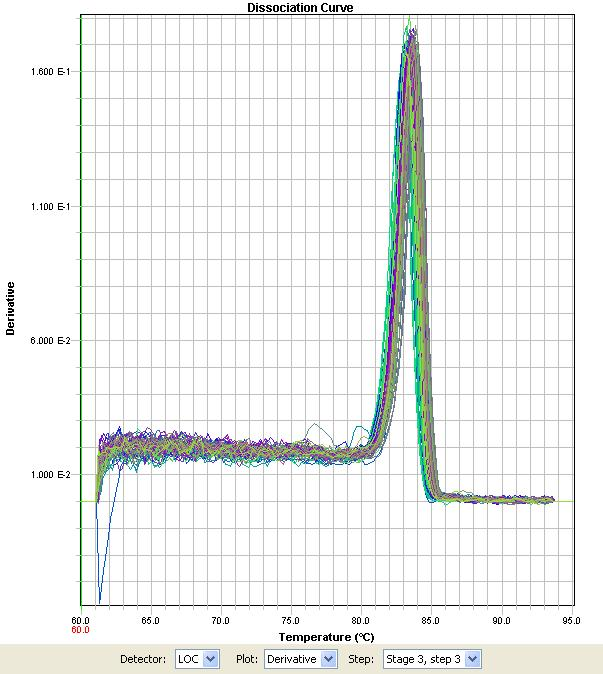 Dissociation Curve
1.600 E-1
1.100 E-1
6.000 E-2
1.000 E-2
Derivative
60.0 65.0 70.0 75.0 80.0 85.0 90.0 95.0
60.0
Temperature (°C)
Detector: LOC Plot: Derivative Step: Stage 3, step 3